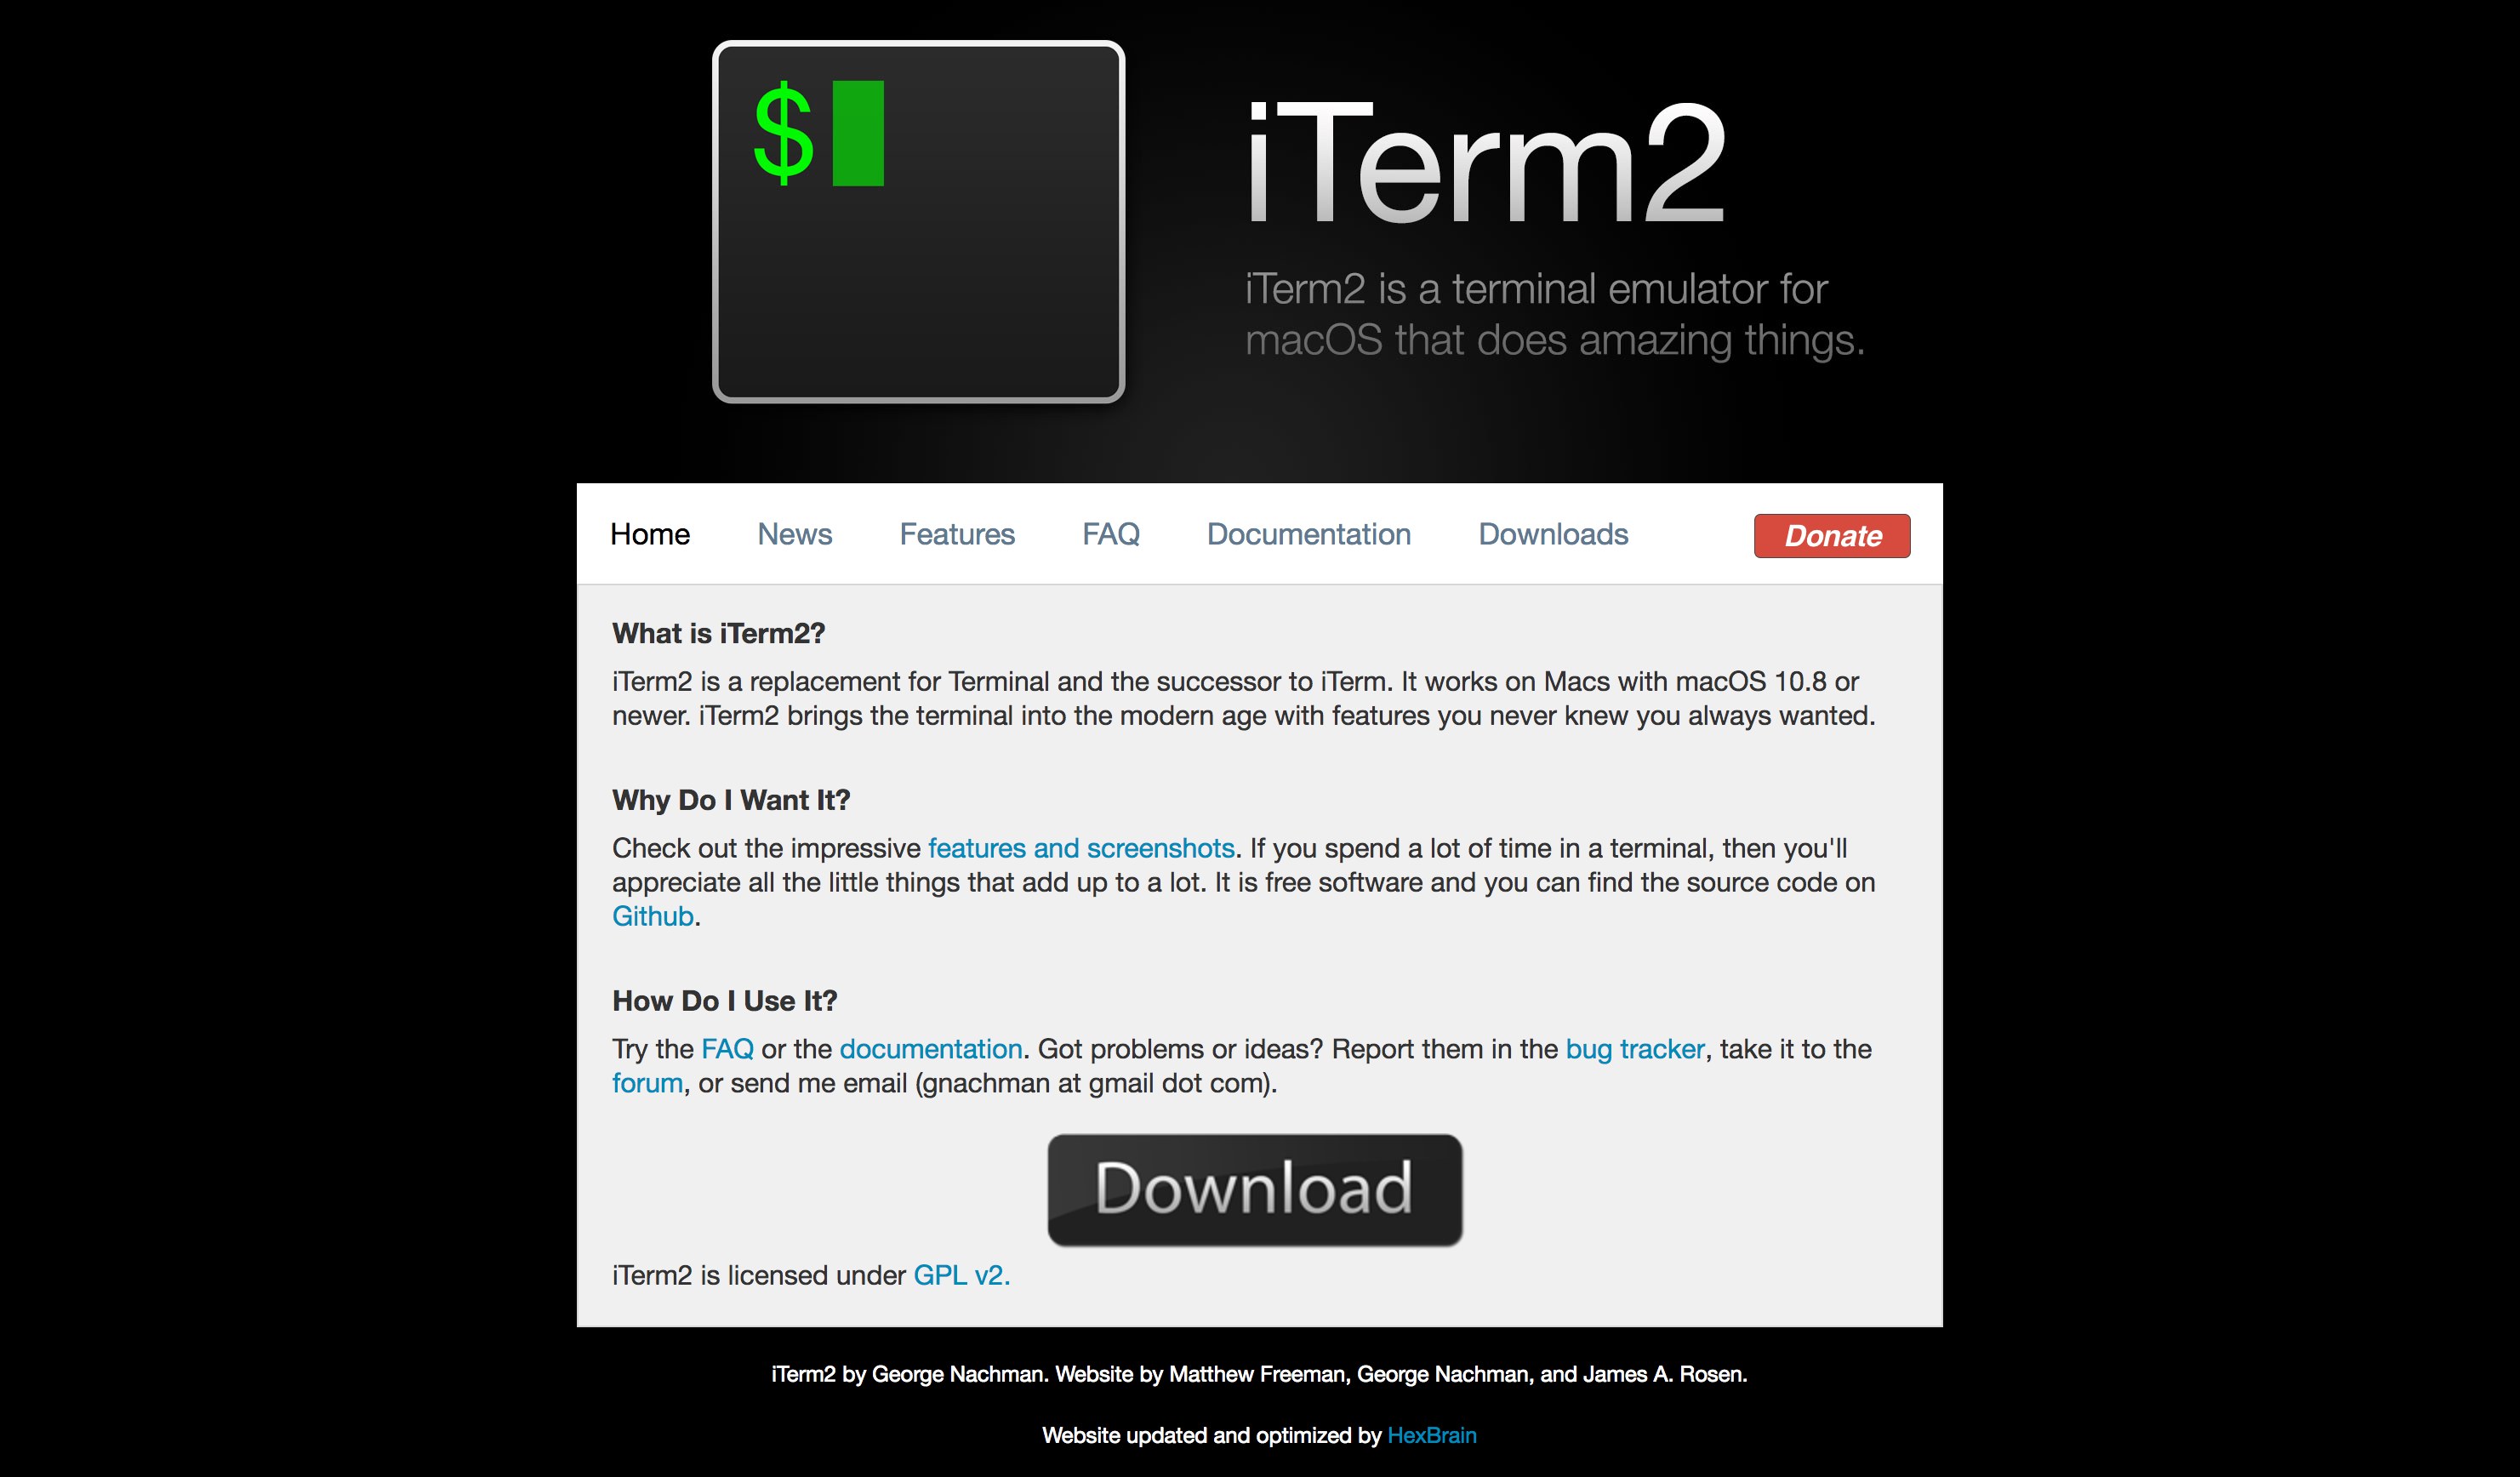 $
iTerm2
iTerm2 is a terminal emulator for
macOS that does amazing things.
Home News Features FAQ Documentation Downloads Donate
What is iTerm2?
iTerm2 is a replacement for Terminal and the successor to iTerm. It works on Macs with macOS 10.8 or
newer. iTerm2 brings the terminal into the modern age with features you never knew you always wanted.
Why Do I Want It?
Check out the impressive features and screenshots. If you spend a lot of time in a terminal, then you'll
appreciate all the little things that add up to a lot. It is free software and you can find the source code on
Github.
How Do I Use It?
Try the FAQ or the documentation. Got problems or ideas? Report them in the bug tracker, take it to the
forum, or send me email (gnachman at gmail dot com).
Download
iTerm2 is licensed under GPL v2.
iTerm2 by George Nachman. Website by Matthew Freeman, George Nachman, and James A. Rosen.
Website updated and optimized by HexBrain